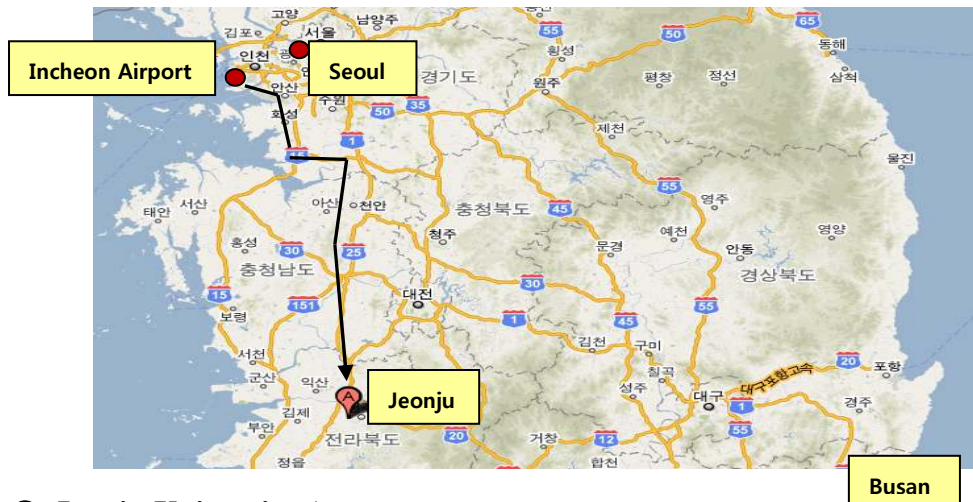 고양
남양주
55
50
65
김포
서울
횡성
동해
Incheon Airport
인천
광
Seoul
경기도
원주
평창
정선
삼척
안산
수원
35
50
화성
1
제천
15
울진
태안
서산
아산
천안
충청북도
45
55
영주
홍성
30
25
청주
문경
예천
안동
영양
충청남도
경상북도
15
151
대전
30
보령
1
45
55
서천
김천
구미
20
포항
군산
익산
칠곡
대구포항고속
A
Jeonju
성주
대구
1
경주
김제
부안
전라북도
20
거창
12
55
정읍
합천
Busan